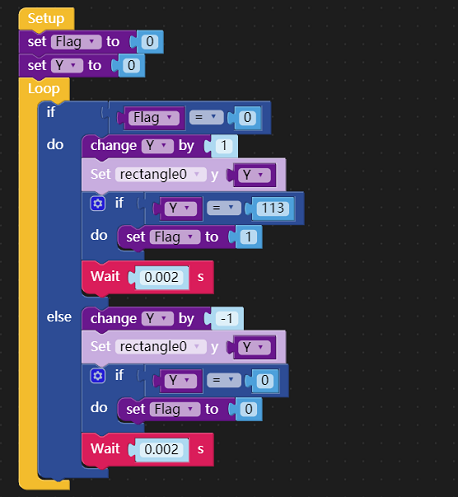 Setup
set Flag to 0
set Y to 0
Loop
if Flag = 0
do change Y by 1
Set rectangle0 y Y
if Y = 113
do set Flag to 1
Wait 0.002 s
else change Y by -1
Set rectangle0 y Y
if Y = 0
do set Flag to 0
Wait 0.002 s